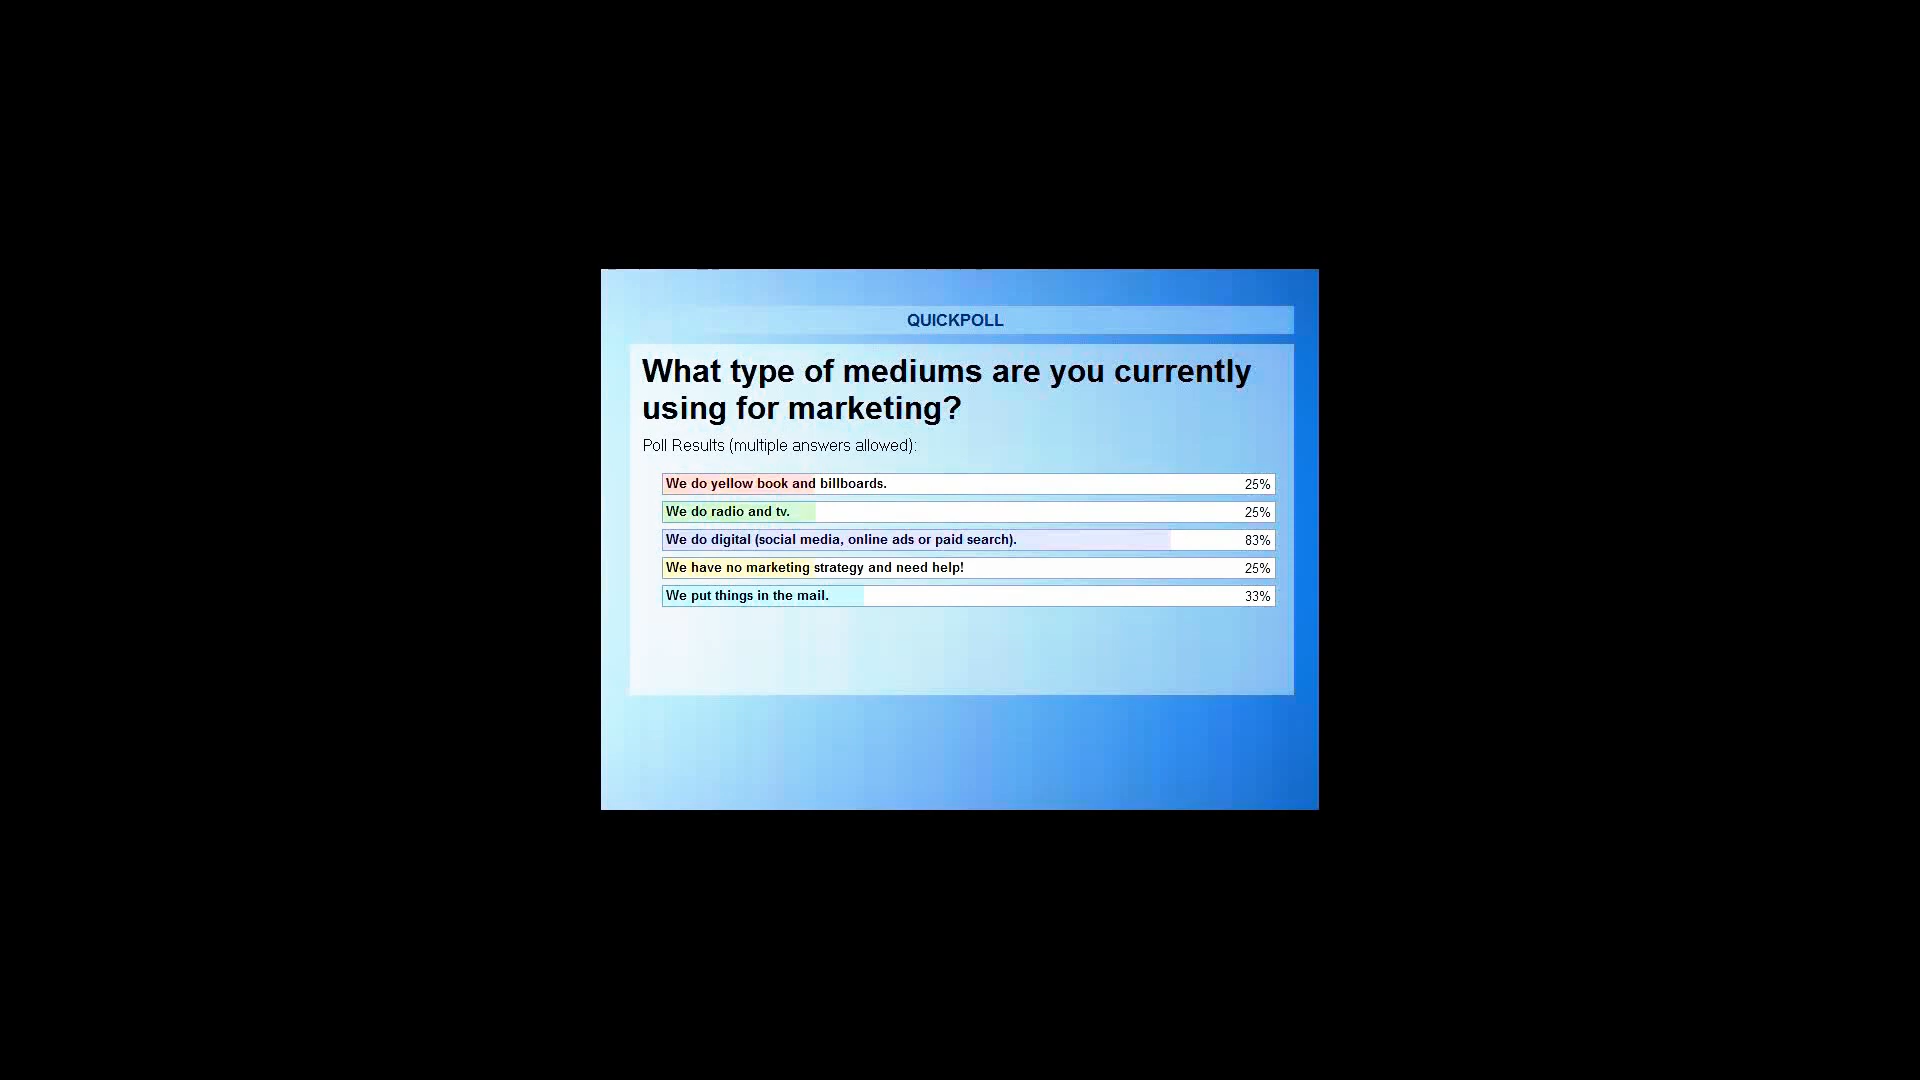 QUICKPOLL
What type of mediums are you currently
using for marketing?
Poll Results (multiple answers allowed):
We do yellow book and billboards. 25%
We do radio and tv. 25%
We do digital (social media, online ads or paid search). 83%
We have no marketing strategy and need help! 25%
We put things in the mail. 33%